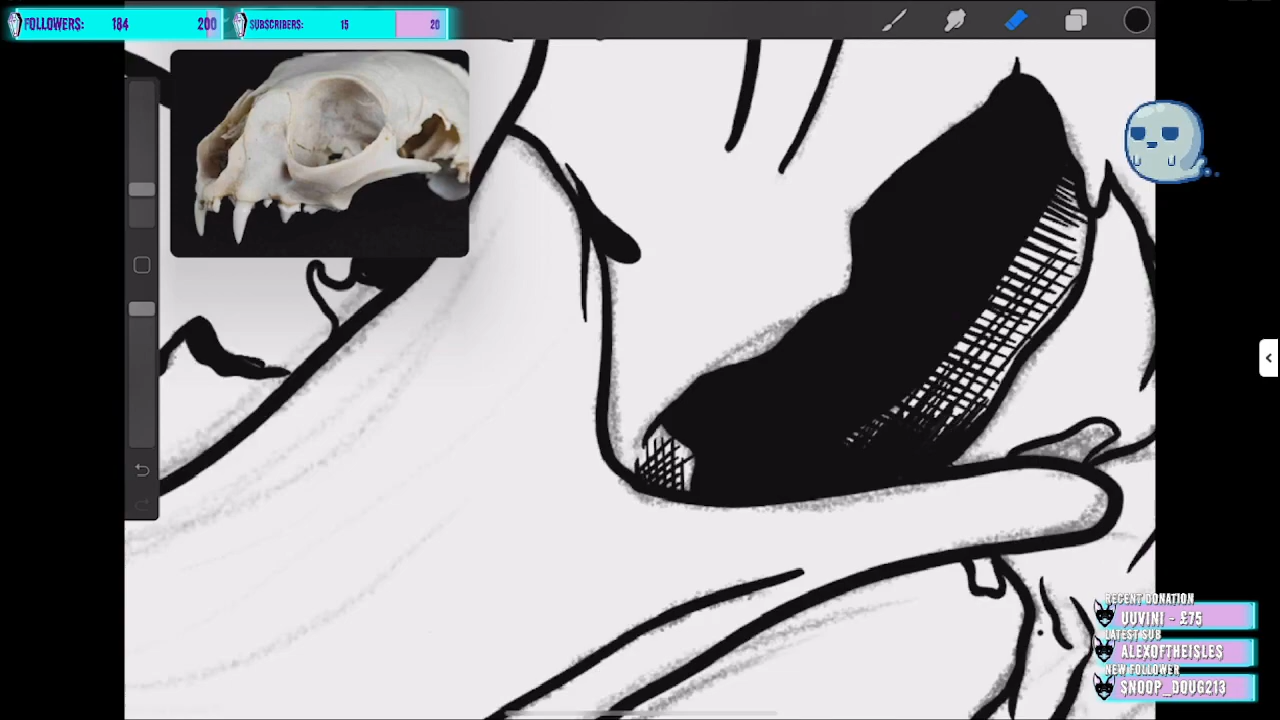 FOLLOWERS: 184 200
SUBSCRIBERS: 15 20
RECENT DONATION
UUVINI - £75
LATEST SUB
ALEXOFTHEISLES
NEW FOLLOWER
SNOOP_DOUG213